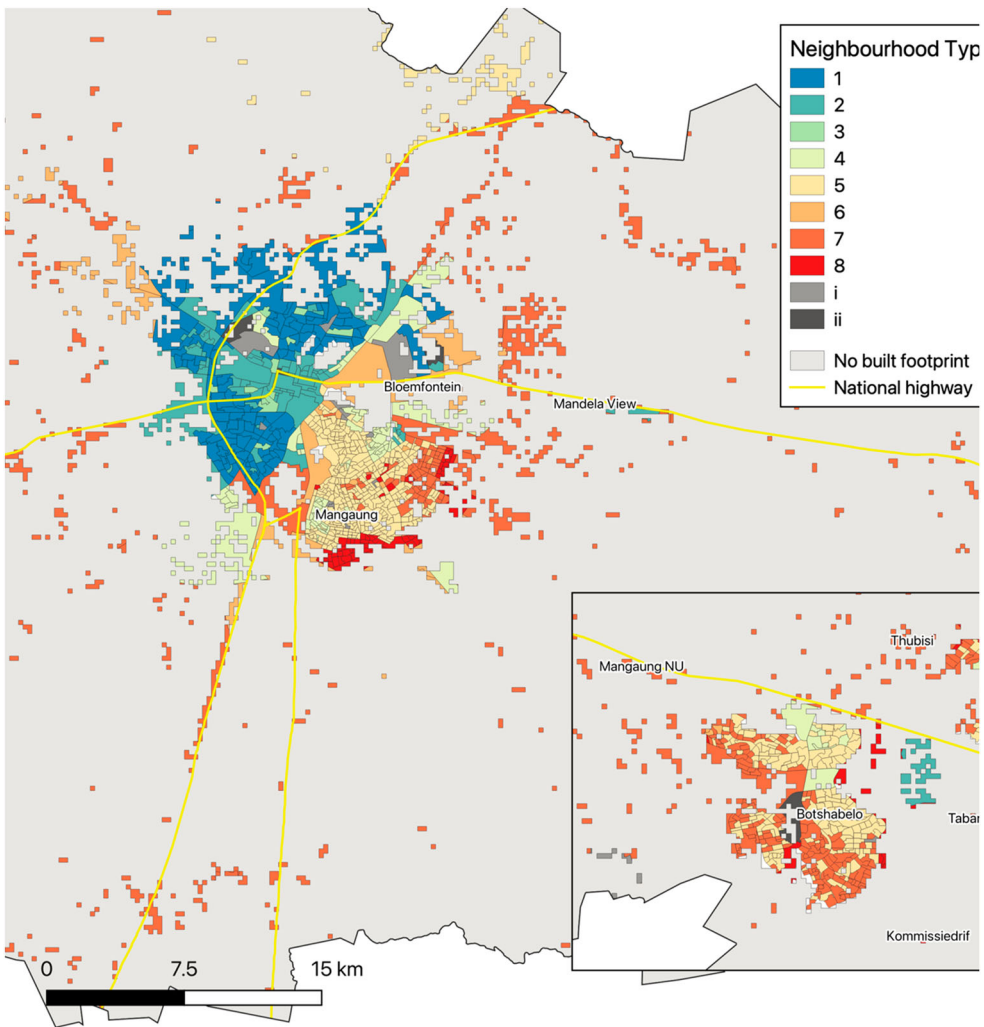 Neighbourhood Typ
1
2
3
4
5
6
7
8
i
ii
No built footprint
National highway
Bloemfontein
Mandela View
Mangaung
Thubisi
Mangaung NU
Botshabelo
Tabar
Kommissiedrif
0 7.5 15 km